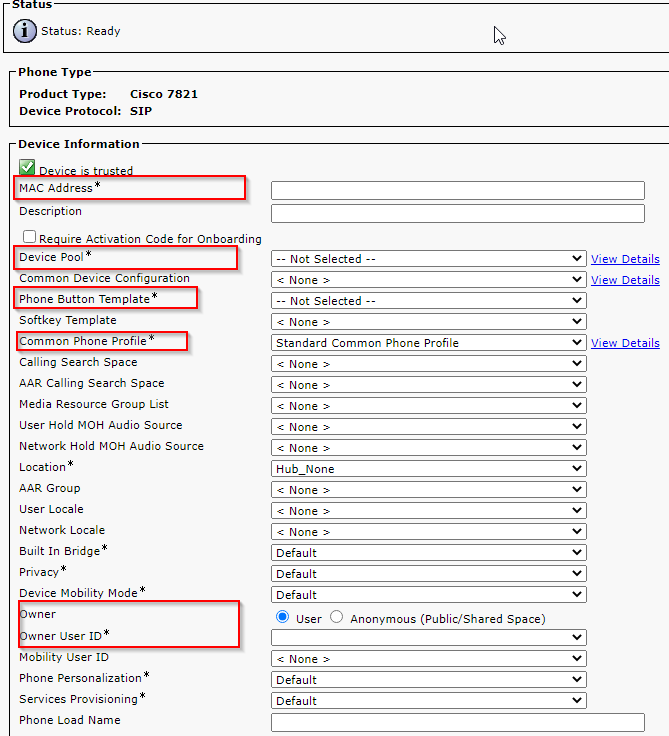 Status
Status: Ready
Phone Type
Product Type: Cisco 7821
Device Protocol: SIP
Device Information
Device is trusted
MAC Address*
Description
Require Activation Code for Onboarding
Device Pool* -- Not Selected -- View Details
Common Device Configuration < None > View Details
Phone Button Template* -- Not Selected --
Softkey Template < None >
Common Phone Profile* Standard Common Phone Profile View Details
Calling Search Space < None >
AAR Calling Search Space < None >
Media Resource Group List < None >
User Hold MOH Audio Source < None >
Network Hold MOH Audio Source < None >
Location* Hub_None
AAR Group < None >
User Locale < None >
Network Locale < None >
Built In Bridge* Default
Privacy* Default
Device Mobility Mode* Default
Owner User Anonymous (Public/Shared Space)
Owner User ID*
Mobility User ID < None >
Phone Personalization* Default
Services Provisioning* Default
Phone Load Name